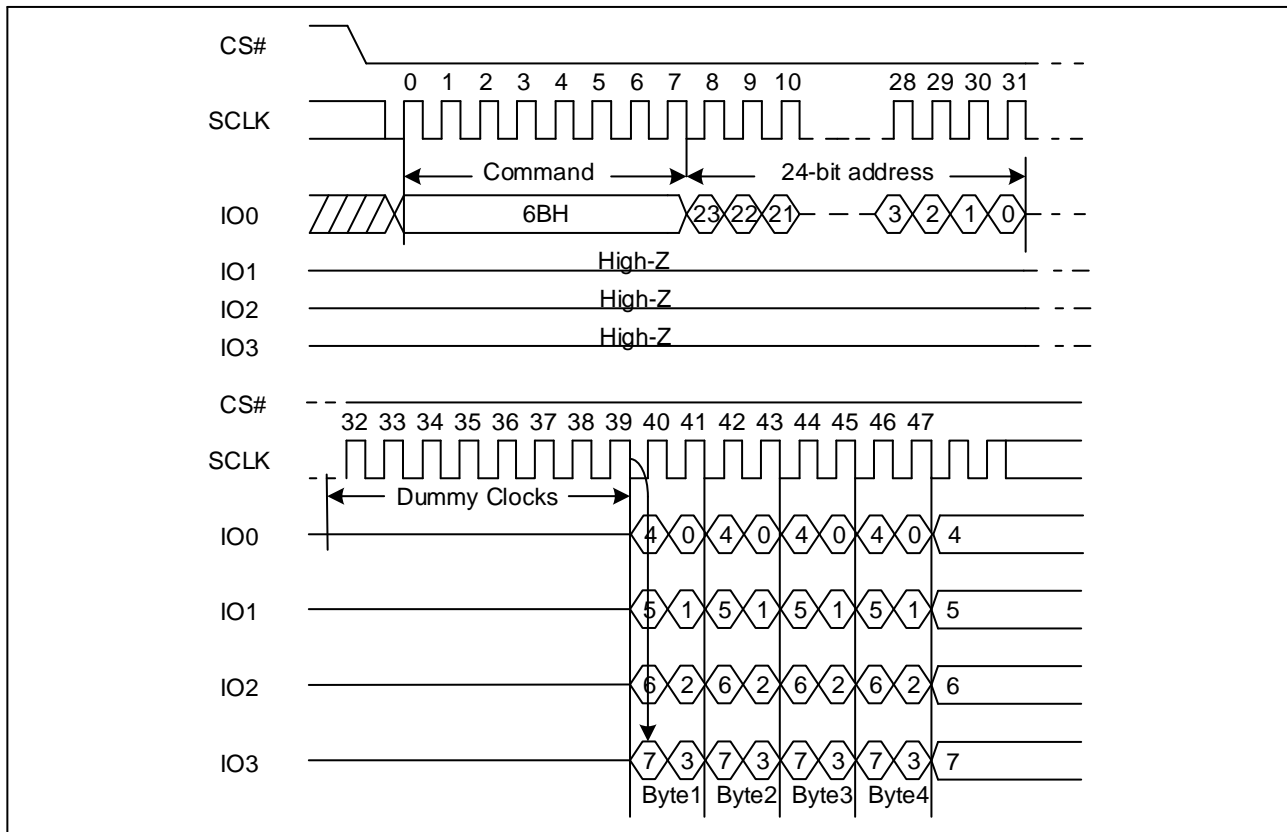 CS#
0 1 2 3 4 5 6 7 8 9 10 28 29 30 31
SCLK
Command 24-bit address
IO0 6BH 23 22 21 3 2 1 0
IO1 High-Z
IO2 High-Z
IO3 High-Z
CS#
32 33 34 35 36 37 38 39 40 41 42 43 44 45 46 47
SCLK
Dummy Clocks
IO0 4 0 4 0 4 0 4 0 4
IO1 5 1 5 1 5 1 5 1 5
IO2 6 2 6 2 6 2 6 2 6
IO3 7 3 7 3 7 3 7 3 7
Byte1 Byte2 Byte3 Byte4